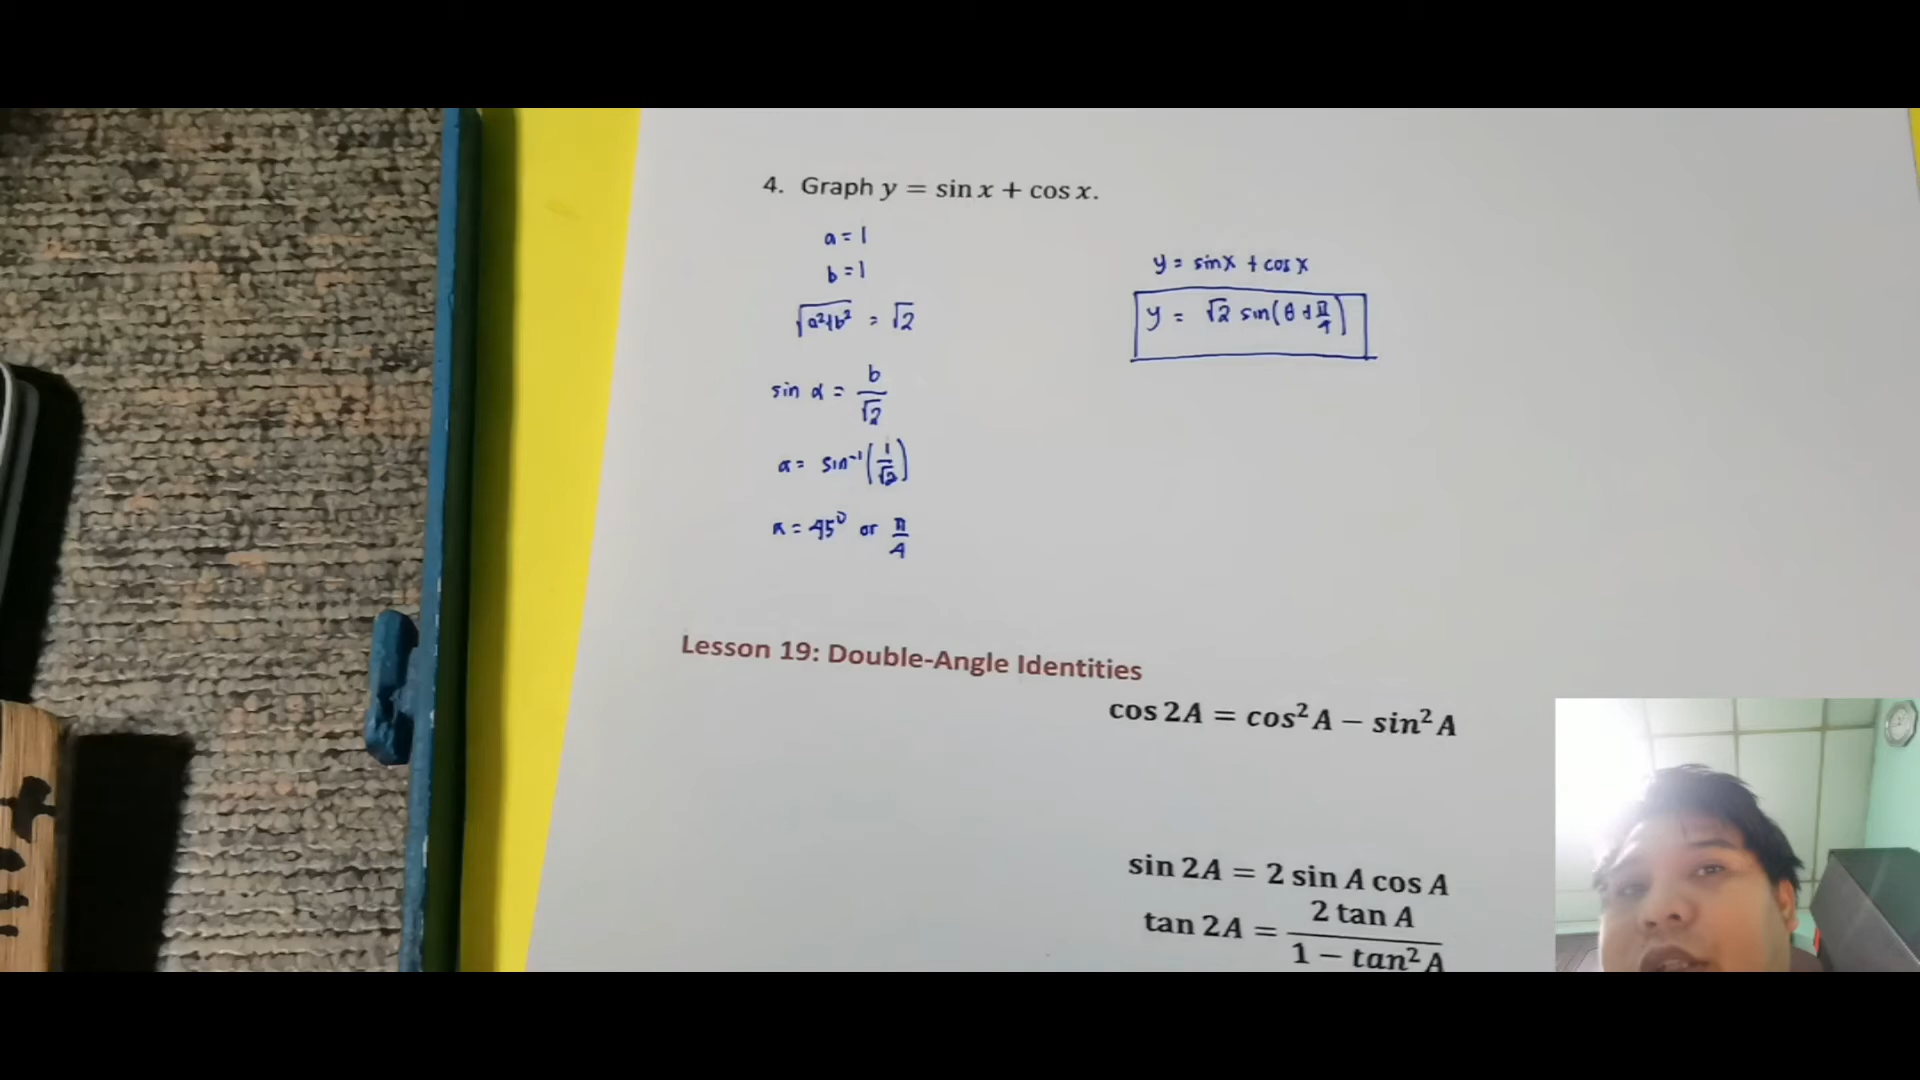 4. Graph y = sin x + cos x.
a = 1
b = 1
√a²+b² = √2
sin α = b/√2
α = sin⁻¹(1/√2)
α = 45° or π/4
y = sinx + cos x
y = √2 sin(θ + π/4)
Lesson 19: Double-Angle Identities
cos 2A = cos² A − sin² A
sin 2A = 2 sin A cos A
tan 2A = 2 tan A / 1 − tan² A